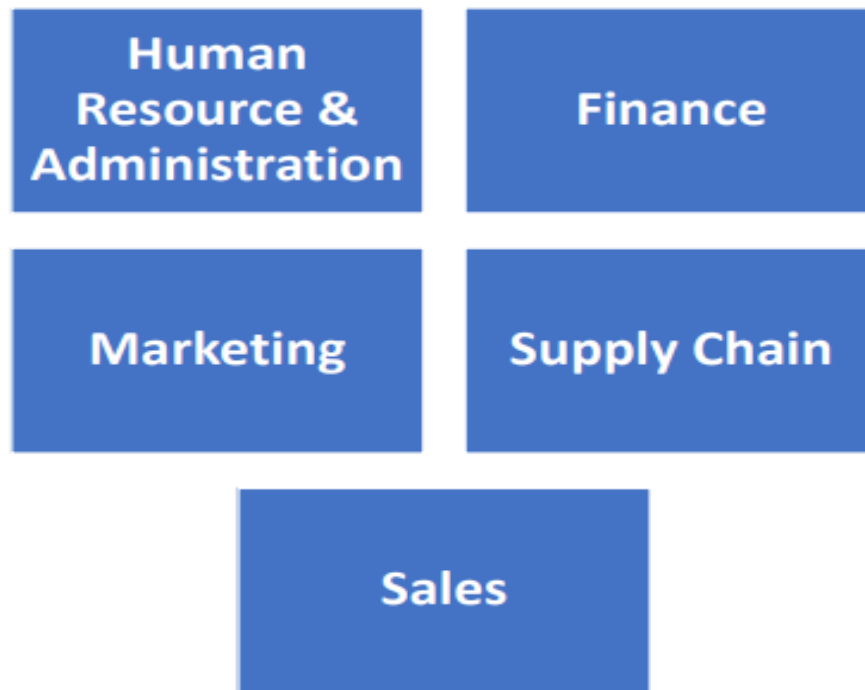 Human
Resource &
Administration
Finance
Marketing
Supply Chain
Sales